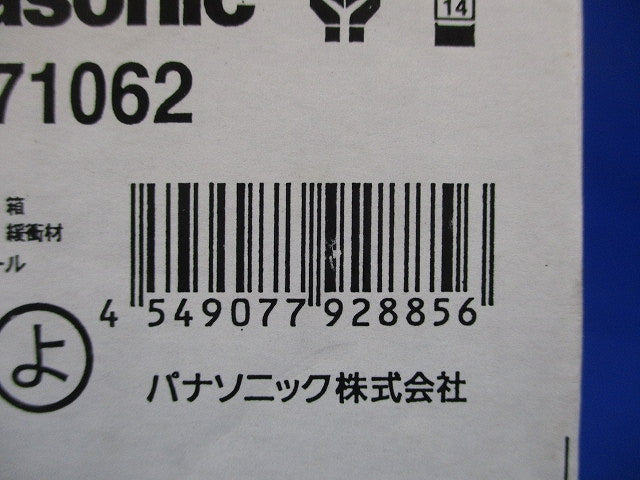 asonic
14
71062
箱
緩衝材
ール
4 549077 928856
よ
パナソニック株式会社